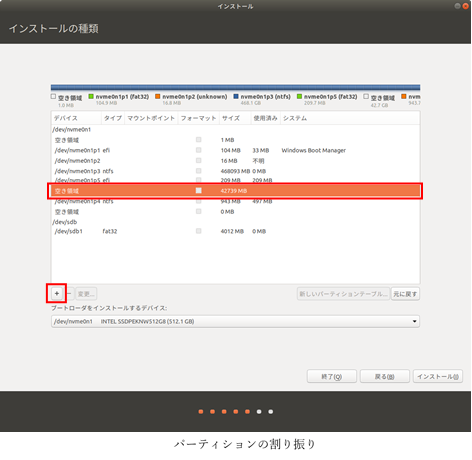 インストール
インストールの種類
空き領域 nvme0n1p1 (fat32) nvme0n1p2 (unknown) nvme0n1p3 (ntfs) nvme0n1p5 (fat32) 空き領域 nvme
1.0 MB 104.9 MB 16.8 MB 468.1 GB 209.7 MB 42.7 GB 943.
デバイス タイプ マウントポイント フォーマット サイズ 使用済み システム
/dev/nvme0n1
空き領域 1 MB
/dev/nvme0n1p1 efi 104 MB 33 MB Windows Boot Manager
/dev/nvme0n1p2 16 MB 不明
/dev/nvme0n1p3 ntfs 468093 MB 0 MB
/dev/nvme0n1p5 efi 209 MB 209 MB
空き領域 42739 MB
/dev/nvme0n1p4 ntfs 943 MB 497 MB
空き領域 0 MB
/dev/sdb
/dev/sdb1 fat32 4012 MB 0 MB
+ − 変更... 新しいパーティションテーブル... 元に戻す
ブートローダをインストールするデバイス:
/dev/nvme0n1 INTEL SSDPEKNW512G8 (512.1 GB)
終了(Q) 戻る(B) インストール(I)
パーティションの割り振り